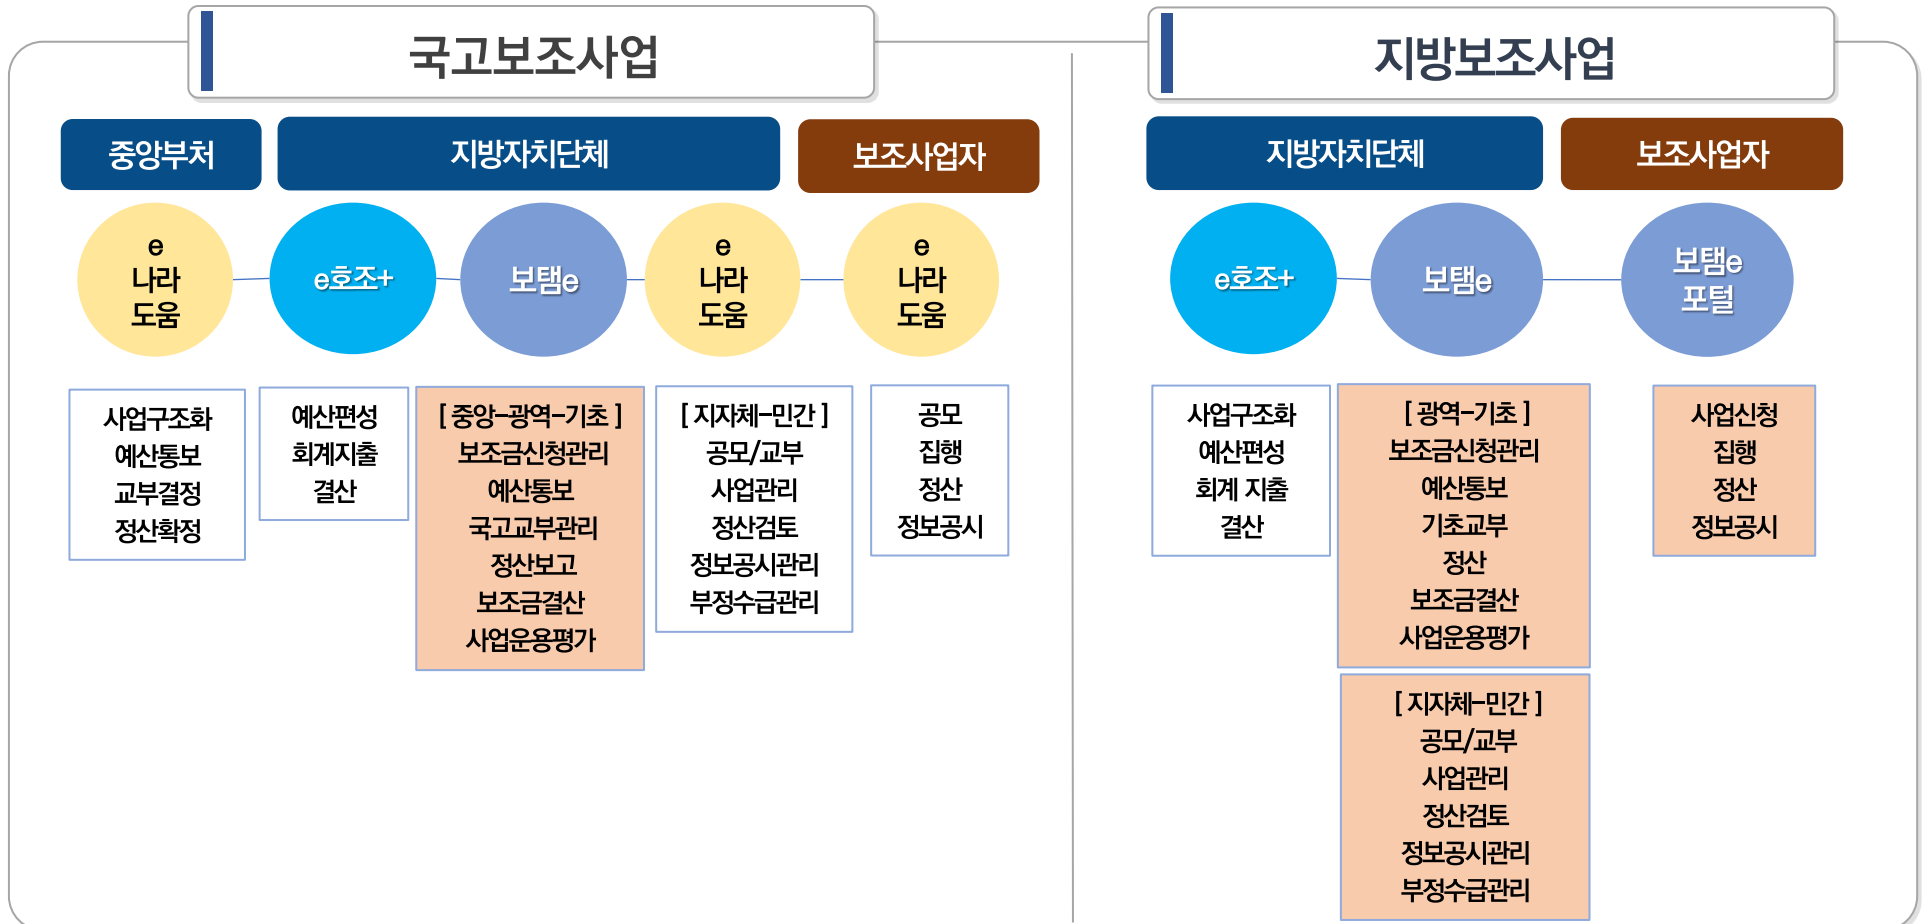 국고보조사업
중앙부처
지방자치단체
보조사업자
e
나라
도움
e호조+
보탬e
e
나라
도움
e
나라
도움
사업구조화
예산통보
교부결정
정산확정
예산편성
회계지출
결산
[ 중앙-광역-기초 ]
보조금신청관리
예산통보
국고교부관리
정산보고
보조금결산
사업운용평가
[ 지자체-민간 ]
공모/교부
사업관리
정산검토
정보공시관리
부정수급관리
공모
집행
정산
정보공시
지방보조사업
지방자치단체
보조사업자
e호조+
보탬e
보탬e
포털
사업구조화
예산편성
회계 지출
결산
[ 광역-기초 ]
보조금신청관리
예산통보
기초교부
정산
보조금결산
사업운용평가
[ 지자체-민간 ]
공모/교부
사업관리
정산검토
정보공시관리
부정수급관리
사업신청
집행
정산
정보공시